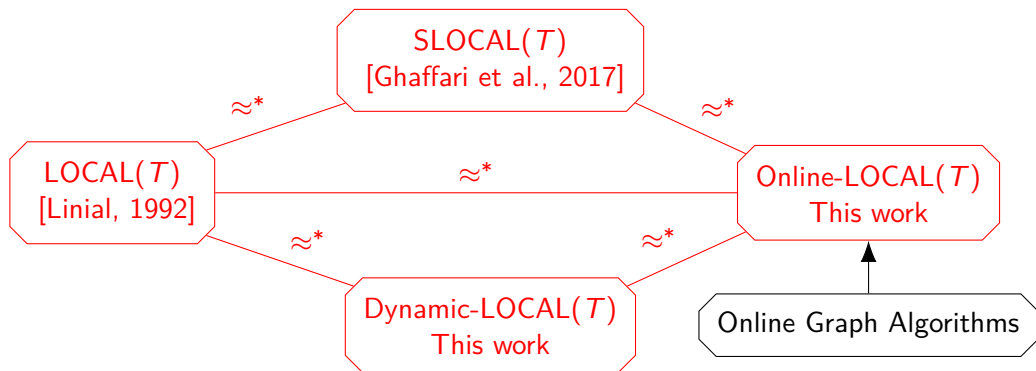 SLOCAL(T)
[Ghaffari et al., 2017]
≈*
≈*
LOCAL(T)
[Linial, 1992]
≈*
Online-LOCAL(T)
This work
≈*
≈*
Dynamic-LOCAL(T)
This work
Online Graph Algorithms